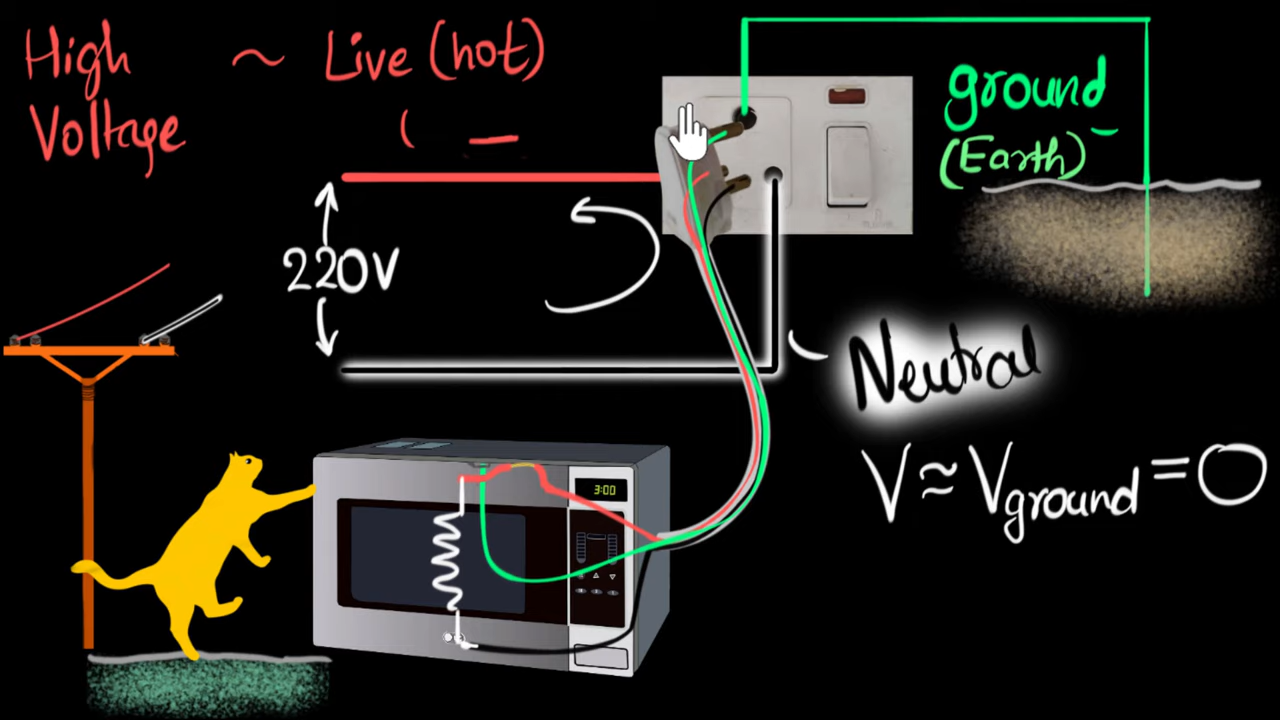 High
Voltage
~ Live (hot)
ground
(Earth)
220V
Neutral
V ≈ Vground = 0
3:00